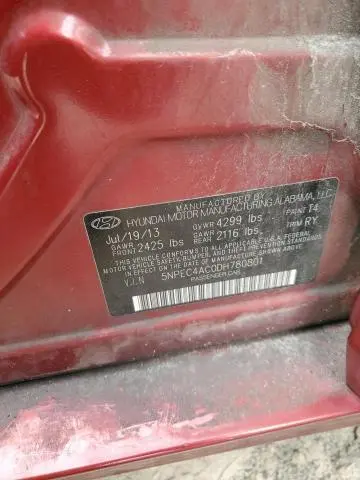 MANUFACTURED BY
HYUNDAI MOTOR MANUFACTURING ALABAMA, LLC
Jul/19/13 GVWR 4299 lbs PAINT T4
GAWR FRONT 2425 lbs GAWR REAR 2116 lbs TRIM RY
THIS VEHICLE CONFORMS TO ALL APPLICABLE U.S.A. FEDERAL
MOTOR VEHICLE SAFETY, BUMPER, AND THEFT PREVENTION STANDARDS
IN EFFECT ON THE DATE OF MANUFACTURE SHOWN ABOVE.
V.I.N 5NPEC4AC0DH780801
PASSENGER CAR